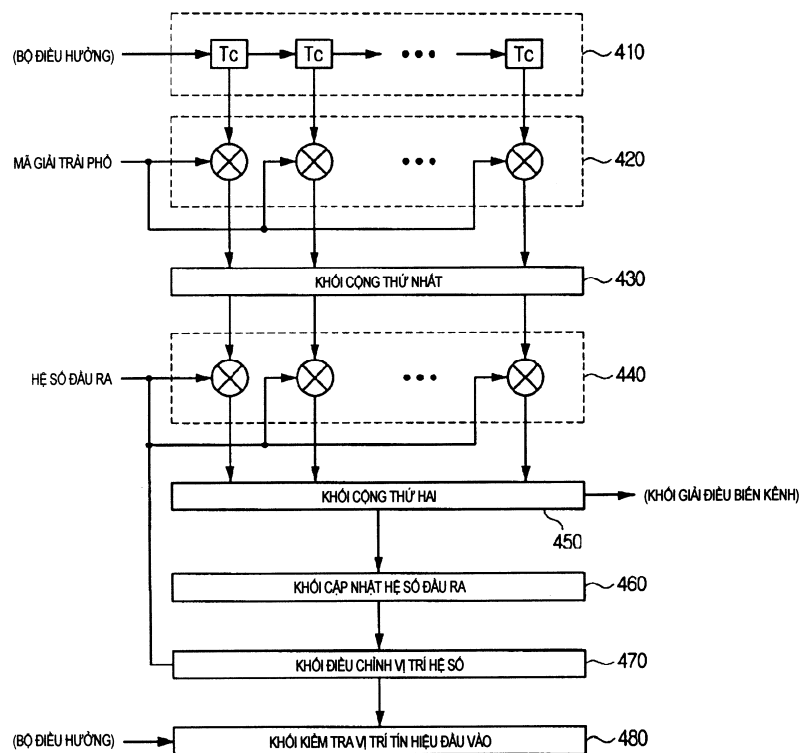 (BỘ ĐIỀU HƯỞNG)
Tc
Tc
Tc
410
MÃ GIẢI TRẢI PHỔ
420
KHỐI CỘNG THỨ NHẤT
430
HỆ SỐ ĐẦU RA
440
KHỐI CỘNG THỨ HAI
(KHỐI GIẢI ĐIỀU BIẾN KÊNH)
450
KHỐI CẬP NHẬT HỆ SỐ ĐẦU RA
460
KHỐI ĐIỀU CHỈNH VỊ TRÍ HỆ SỐ
470
(BỘ ĐIỀU HƯỞNG)
KHỐI KIỂM TRA VỊ TRÍ TÍN HIỆU ĐẦU VÀO
480